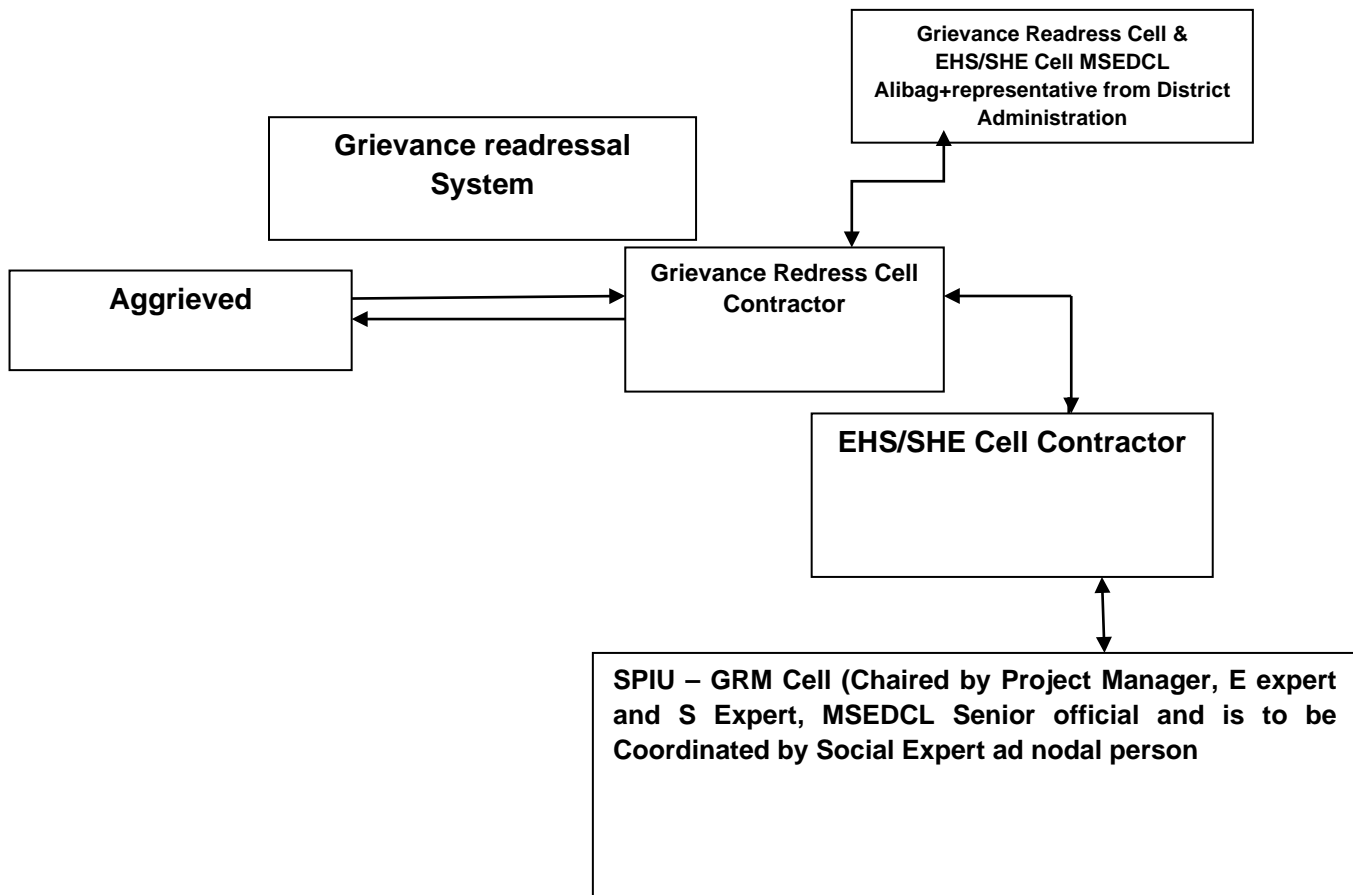 Grievance Readress Cell &
EHS/SHE Cell MSEDCL
Alibag+representative from District
Administration
Grievance readressal
System
Aggrieved
Grievance Redress Cell
Contractor
EHS/SHE Cell Contractor
SPIU – GRM Cell (Chaired by Project Manager, E expert
and S Expert, MSEDCL Senior official and is to be
Coordinated by Social Expert ad nodal person